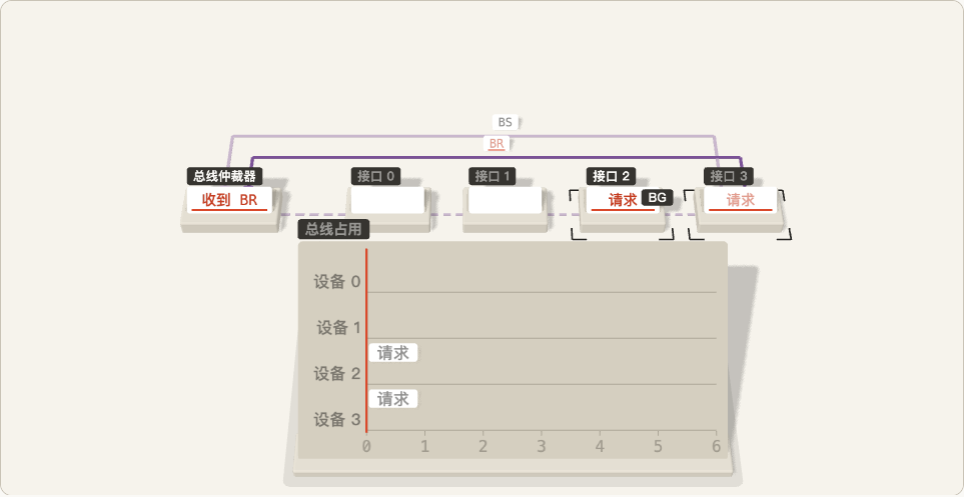 BS
BR
总线仲裁器
接口 0
接口 1
接口 2
接口 3
收到 BR
请求
BG
请求
总线占用
设备 0
设备 1
请求
设备 2
请求
设备 3
0 1 2 3 4 5 6